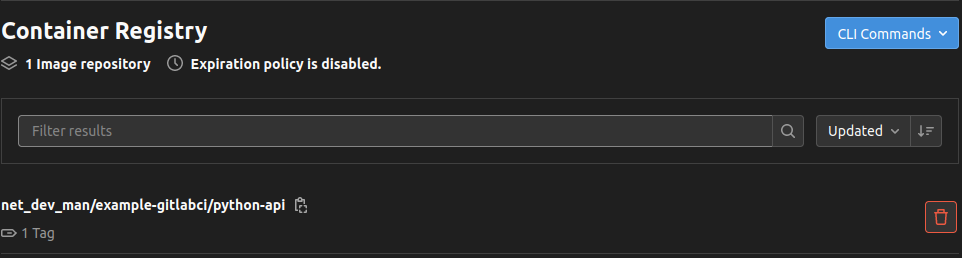 Container Registry
CLI Commands
1 Image repository Expiration policy is disabled.
Filter results
Updated
net_dev_man/example-gitlabci/python-api
1 Tag